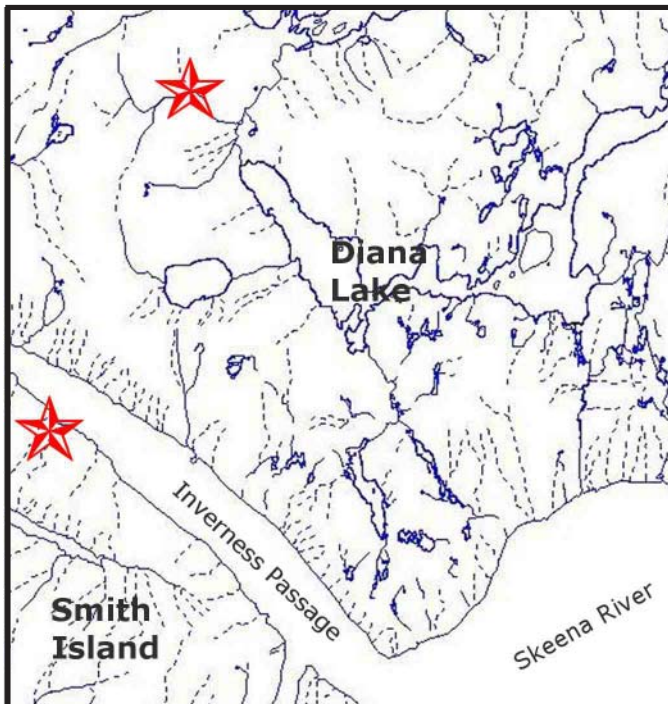 Diana
Lake
Inverness Passage
Smith
Island
Skeena River